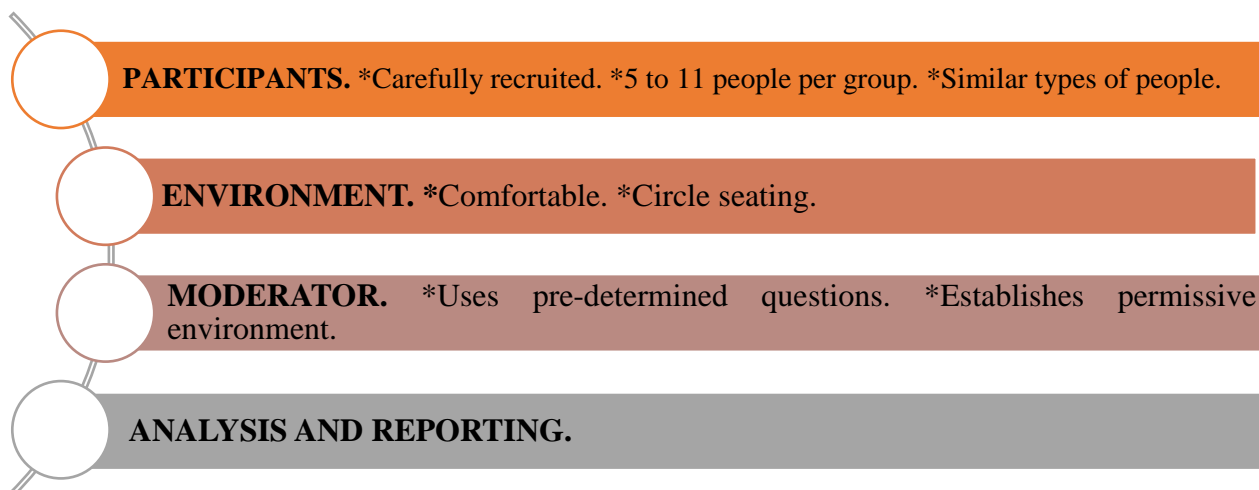 PARTICIPANTS. *Carefully recruited. *5 to 11 people per group. *Similar types of people.
ENVIRONMENT. *Comfortable. *Circle seating.
MODERATOR. *Uses pre-determined questions. *Establishes permissive
environment.
ANALYSIS AND REPORTING.